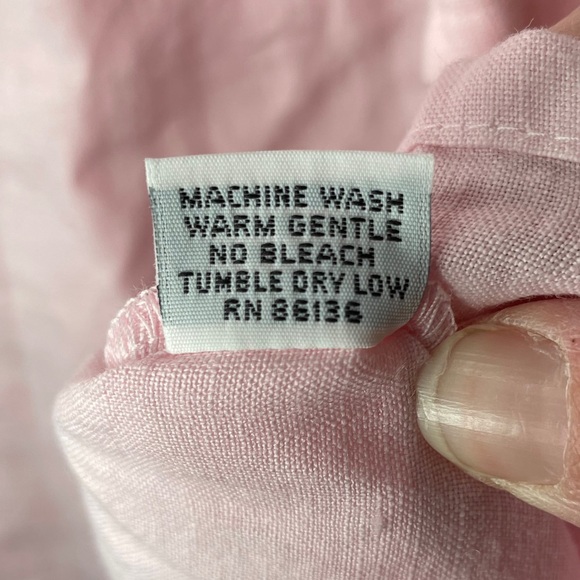 MACHINE WASH
WARM GENTLE
NO BLEACH
TUMBLE DRY LOW
RN 86136